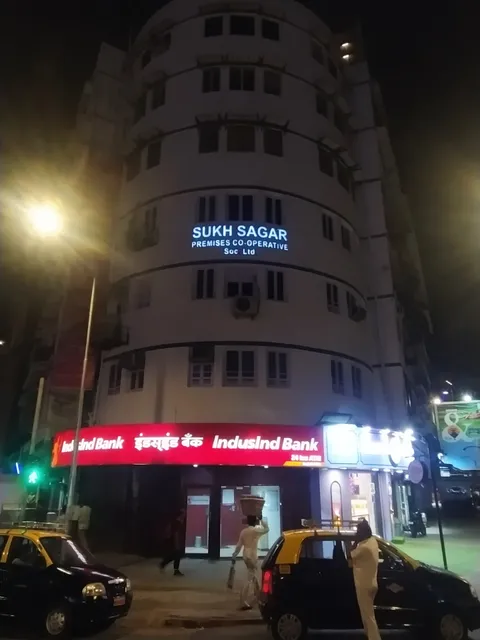 SUKH SAGAR
PREMISES CO-OPERATIVE
Soc Ltd
IndusInd Bank इंडसइंड बँक IndusInd Bank